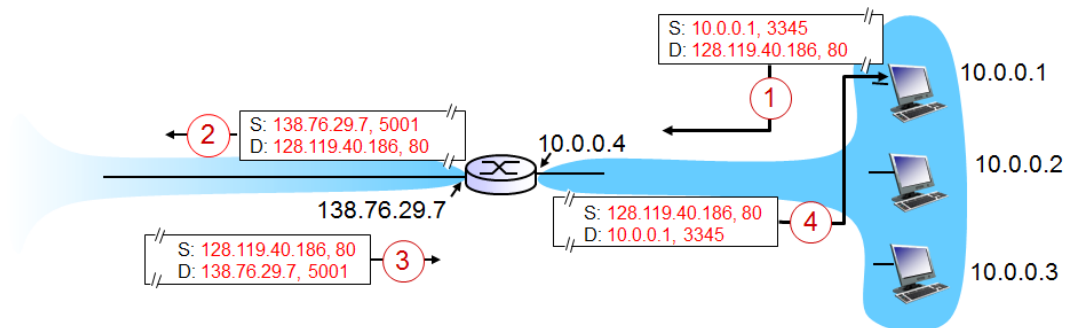 S: 10.0.0.1, 3345
D: 128.119.40.186, 80
10.0.0.1
1
S: 138.76.29.7, 5001
D: 128.119.40.186, 80
2
10.0.0.4
10.0.0.2
138.76.29.7
S: 128.119.40.186, 80
D: 10.0.0.1, 3345
4
S: 128.119.40.186, 80
D: 138.76.29.7, 5001
3
10.0.0.3